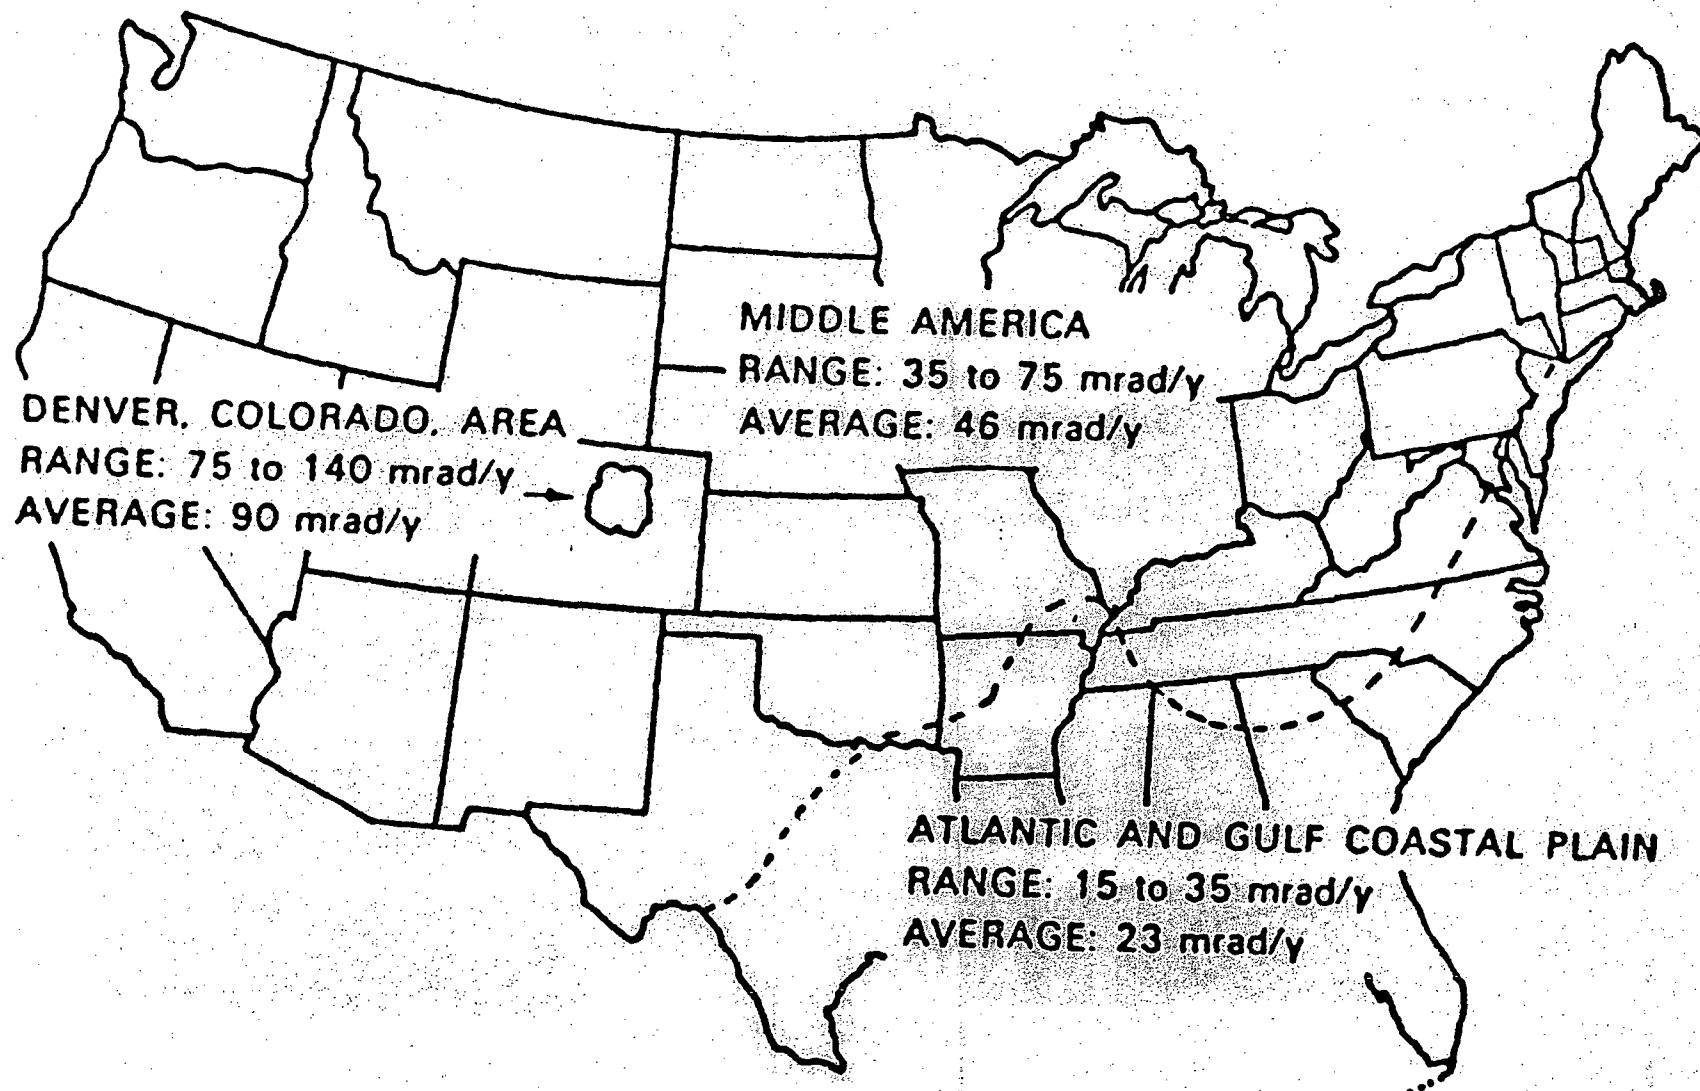 MIDDLE AMERICA
RANGE: 35 to 75 mrad/y
AVERAGE: 46 mrad/y
DENVER, COLORADO, AREA
RANGE: 75 to 140 mrad/y
AVERAGE: 90 mrad/y
ATLANTIC AND GULF COASTAL PLAIN
RANGE: 15 to 35 mrad/y
AVERAGE: 23 mrad/y